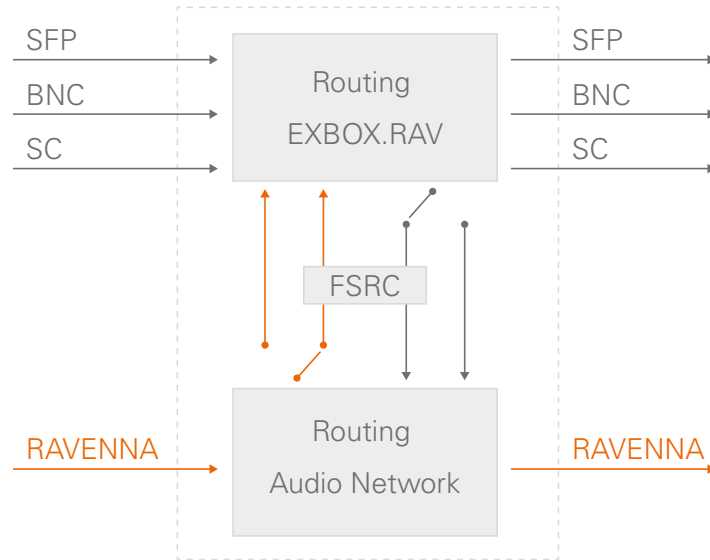 SFP
BNC
SC
Routing
EXBOX.RAV
SFP
BNC
SC
FSRC
RAVENNA
Routing
Audio Network
RAVENNA